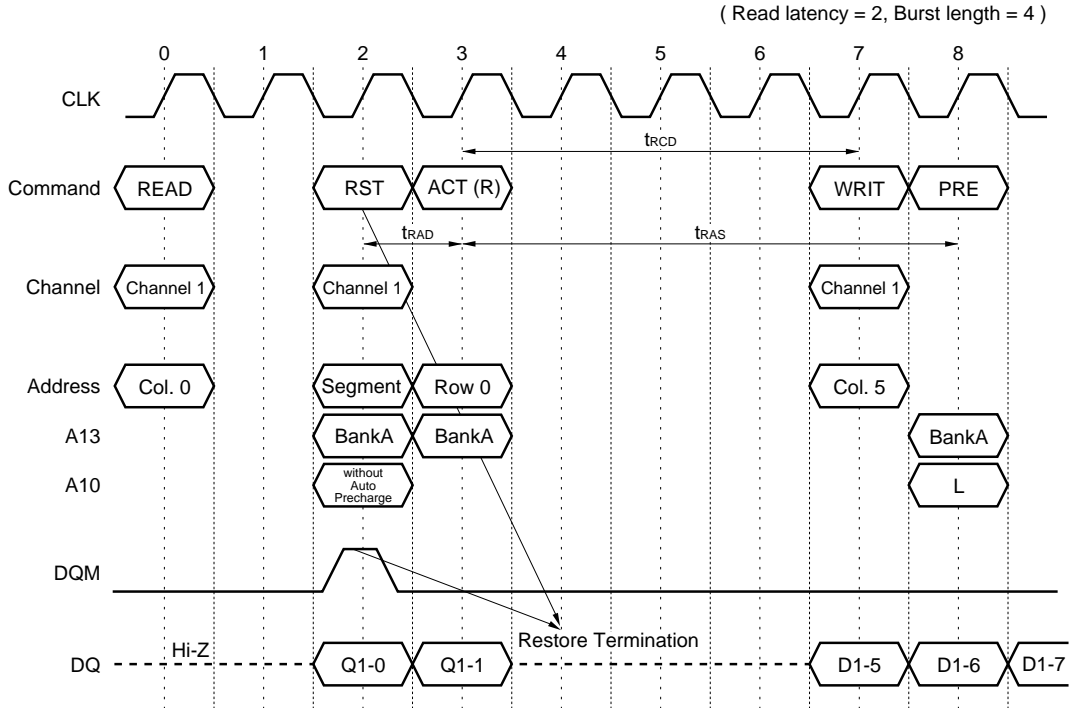 ( Read latency = 2, Burst length = 4 )
0 1 2 3 4 5 6 7 8
CLK
tRCD
Command READ RST ACT (R) WRIT PRE
tRAD tRAS
Channel Channel 1 Channel 1 Channel 1
Address Col. 0 Segment Row 0 Col. 5
A13 BankA BankA BankA
A10 without Auto Precharge L
DQM
Restore Termination
Hi-Z
DQ Q1-0 Q1-1 D1-5 D1-6 D1-7